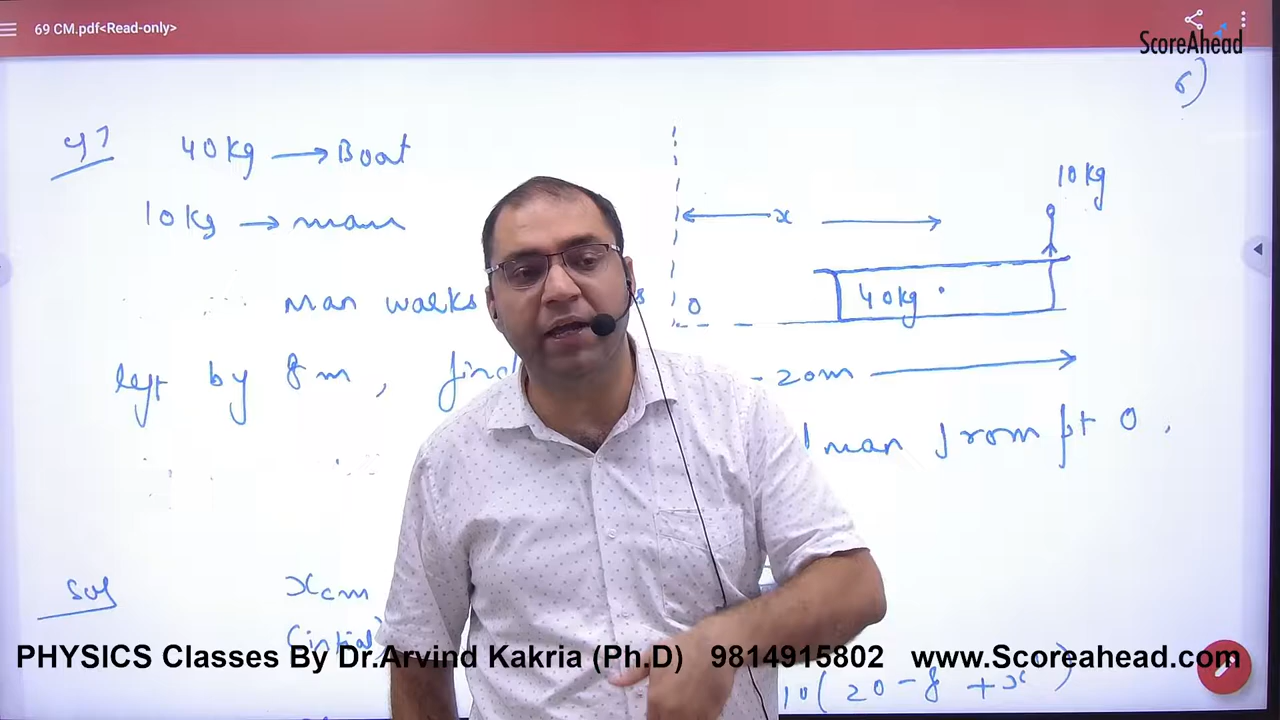 69 CM.pdf<Read-only>
ScoreAhead
6)
40kg → Boat
10kg → man
man walks
left by 8m,
x
10kg
0
40kg
- 20m →
man from pt 0.
Sol
xcm
(initial)
10(20-8+x)
PHYSICS Classes By Dr.Arvind Kakria (Ph.D) 9814915802 www.Scoreahead.com